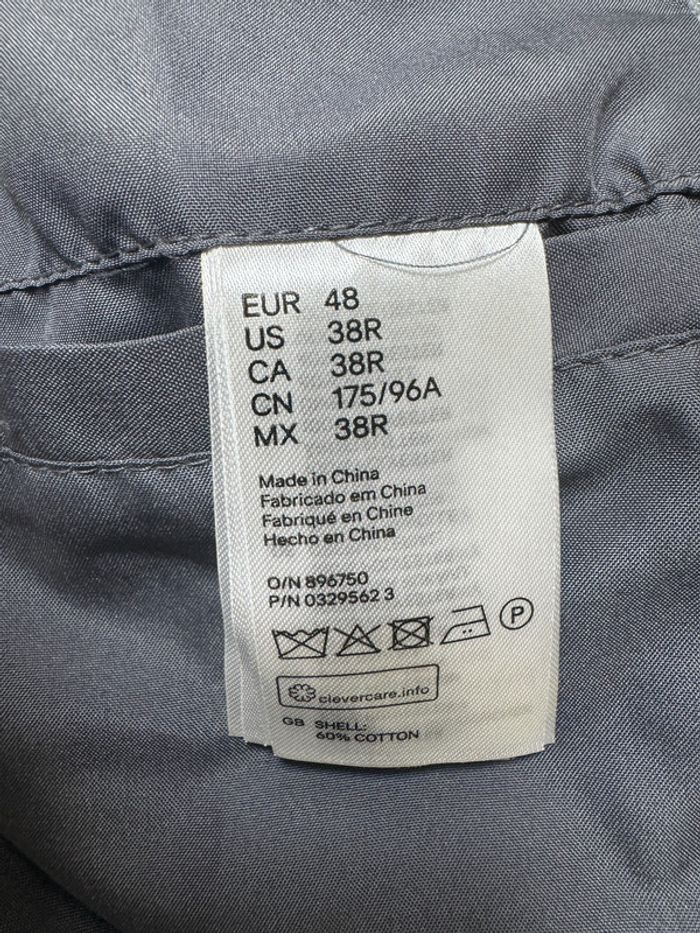 EUR 48
US 38R
CA 38R
CN 175/96A
MX 38R
Made in China
Fabricado em China
Fabriqué en Chine
Hecho en China
O/N 896750
P/N 0329562 3
P
clevercare.info
GB SHELL:
60% COTTON